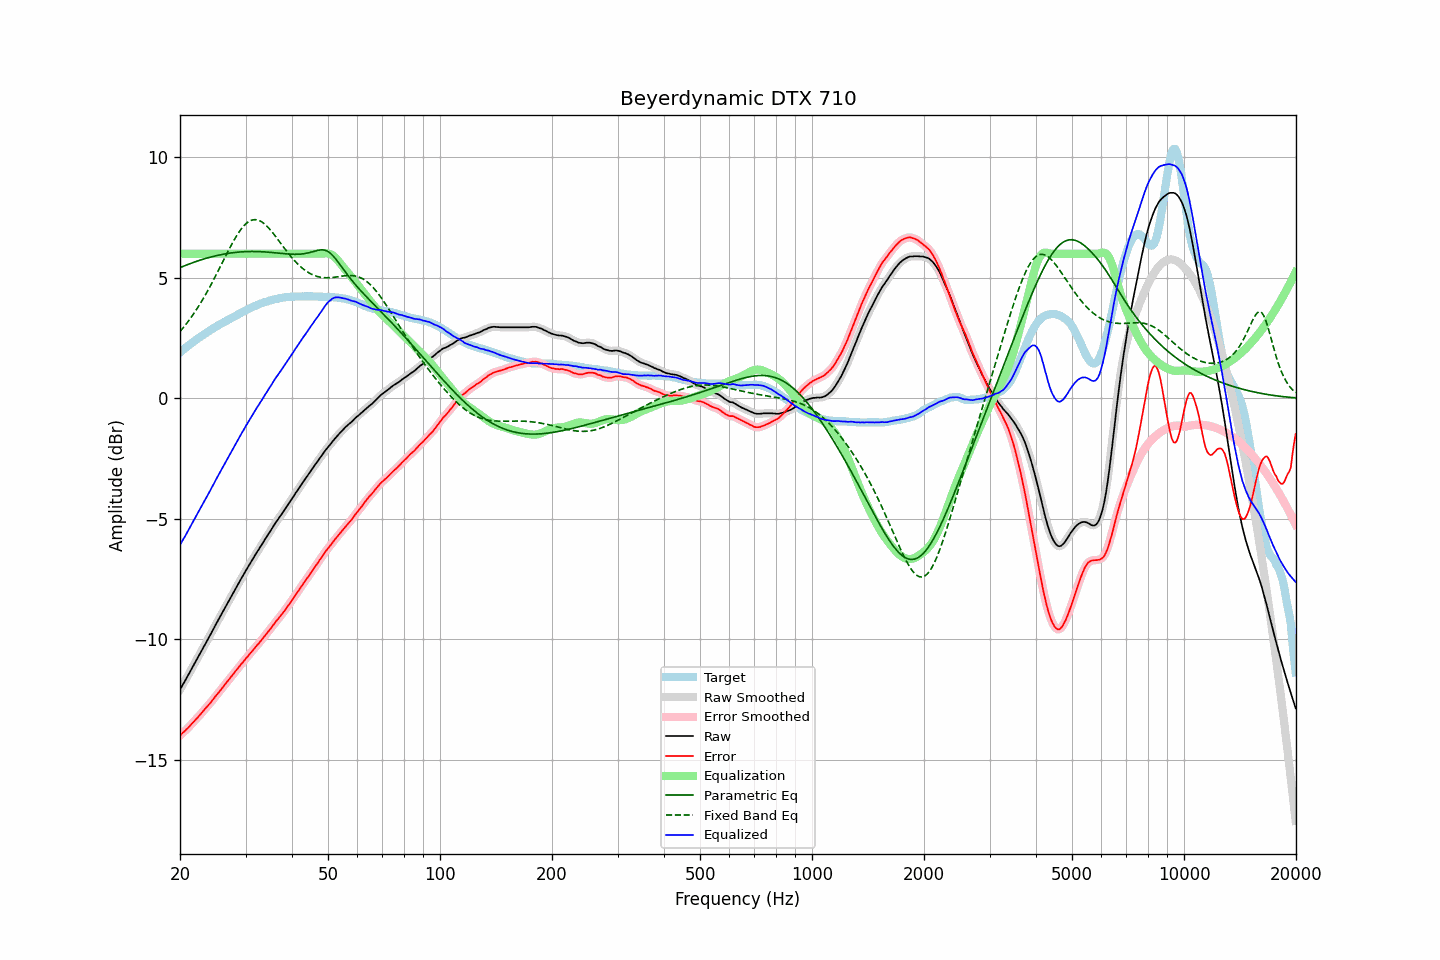 Beyerdynamic DTX 710
Amplitude (dBr)
10
5
0
−5
−10
−15
Target
Raw Smoothed
Error Smoothed
Raw
Error
Equalization
Parametric Eq
Fixed Band Eq
Equalized
20 50 100 200 500 1000 2000 5000 10000 20000
Frequency (Hz)